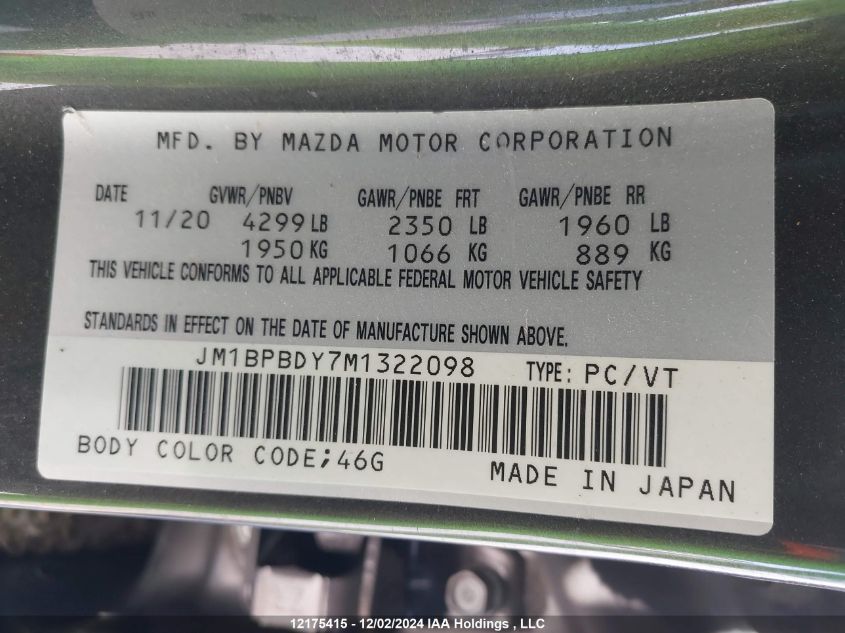 MFD. BY MAZDA MOTOR CORPORATION
DATE GVWR/PNBV GAWR/PNBE FRT GAWR/PNBE RR
11/20 4299 LB 2350 LB 1960 LB
1950 KG 1066 KG 889 KG
THIS VEHICLE CONFORMS TO ALL APPLICABLE FEDERAL MOTOR VEHICLE SAFETY
STANDARDS IN EFFECT ON THE DATE OF MANUFACTURE SHOWN ABOVE.
JM1BPBDY7M1322098 TYPE: PC/VT
BODY COLOR CODE;46G
MADE IN JAPAN
12175415 - 12/02/2024 IAA Holdings , LLC